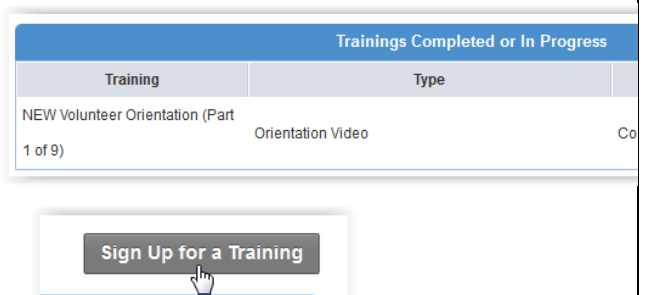 Trainings Completed or In Progress
Training Type
NEW Volunteer Orientation (Part
1 of 9)
Orientation Video
Sign Up for a Training